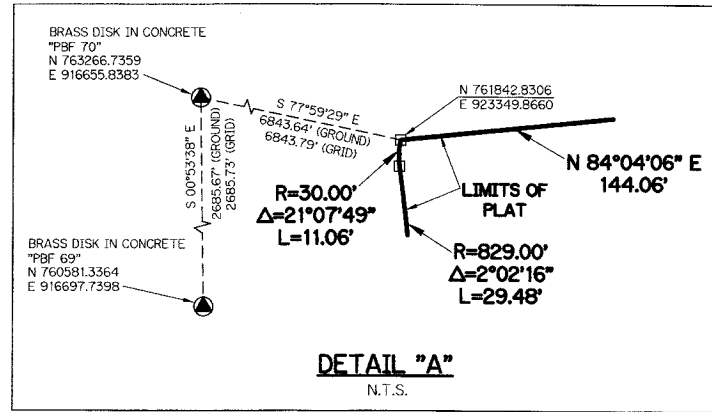 BRASS DISK IN CONCRETE
"PBF 70"
N 763266.7359
E 916655.8383
S 77°59'29" E
6843.64' (GROUND)
6843.79' (GRID)
N 761842.8306
E 923349.8660
S 00°53'38" E
2685.67' (GROUND)
2685.73' (GRID)
N 84°04'06" E
144.06'
R=30.00'
Δ=21°07'49"
L=11.06'
LIMITS OF
PLAT
BRASS DISK IN CONCRETE
"PBF 69"
N 760581.3364
E 916697.7398
R=829.00'
Δ=2°02'16"
L=29.48'
DETAIL "A"
N.T.S.